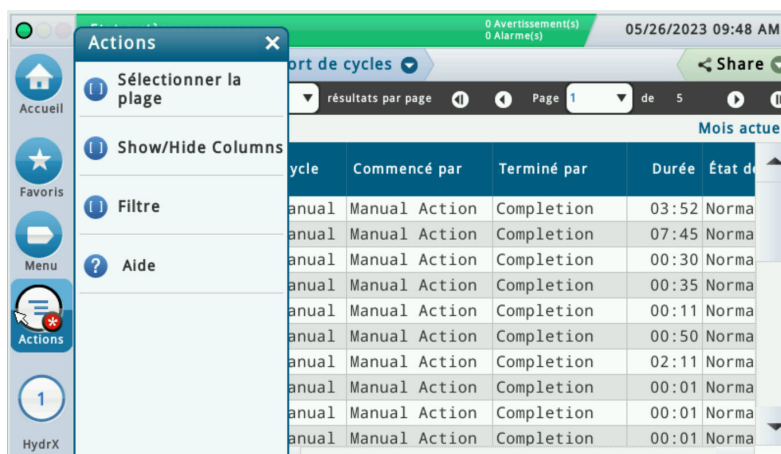 0 Avertissement(s)
0 Alarme(s)
05/26/2023 09:48 AM
Actions
ort de cycles
Share
Accueil
Sélectionner la
plage
résultats par page
Page 1 de 5
Mois actue
Show/Hide Columns
ycle Commencé par Terminé par Durée État de
Favoris
Filtre
anual Manual Action Completion 03:52 Norma
anual Manual Action Completion 07:45 Norma
Menu
? Aide
anual Manual Action Completion 00:30 Norma
anual Manual Action Completion 00:35 Norma
anual Manual Action Completion 00:11 Norma
Actions
anual Manual Action Completion 00:50 Norma
anual Manual Action Completion 02:11 Norma
anual Manual Action Completion 00:01 Norma
1
anual Manual Action Completion 00:01 Norma
HydrX
anual Manual Action Completion 00:01 Norma